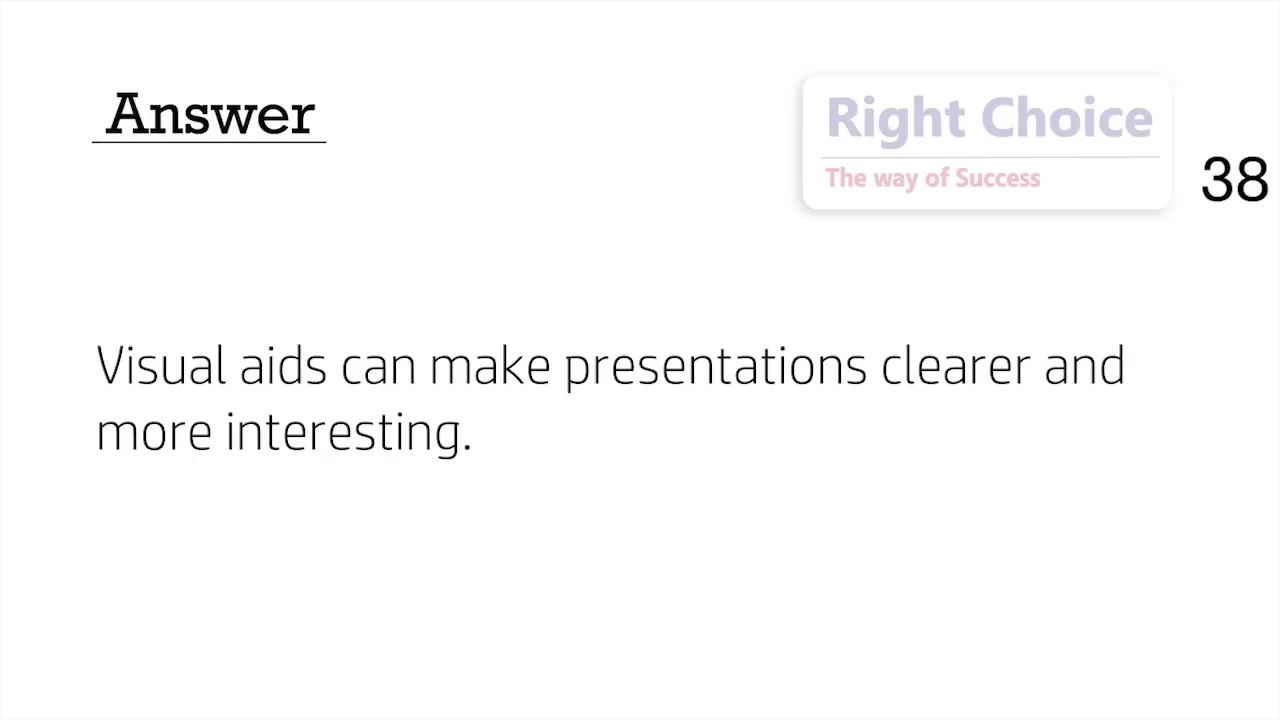 Answer
Right Choice
The way of Success
38
Visual aids can make presentations clearer and
more interesting.